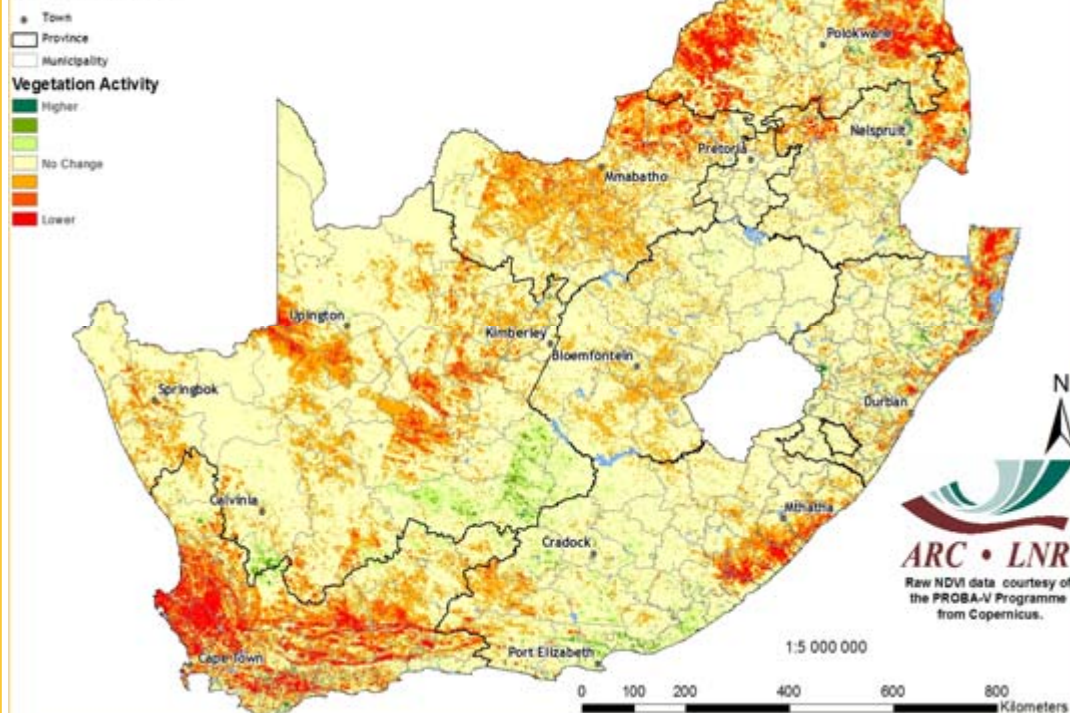 Town
Province
Municipality
Vegetation Activity
Higher
No Change
Lower
Polokwane
Nelspruit
Pretoria
Mmabatho
Upington
Kimberley
Bloemfontein
Springbok
Durban
Calvinia
Mthatha
Cradock
Cape Town
Port Elizabeth
N
ARC • LNR
Raw NDVI data courtesy of
the PROBA-V Programme
from Copernicus.
1:5 000 000
0 100 200 400 600 800
Kilometers